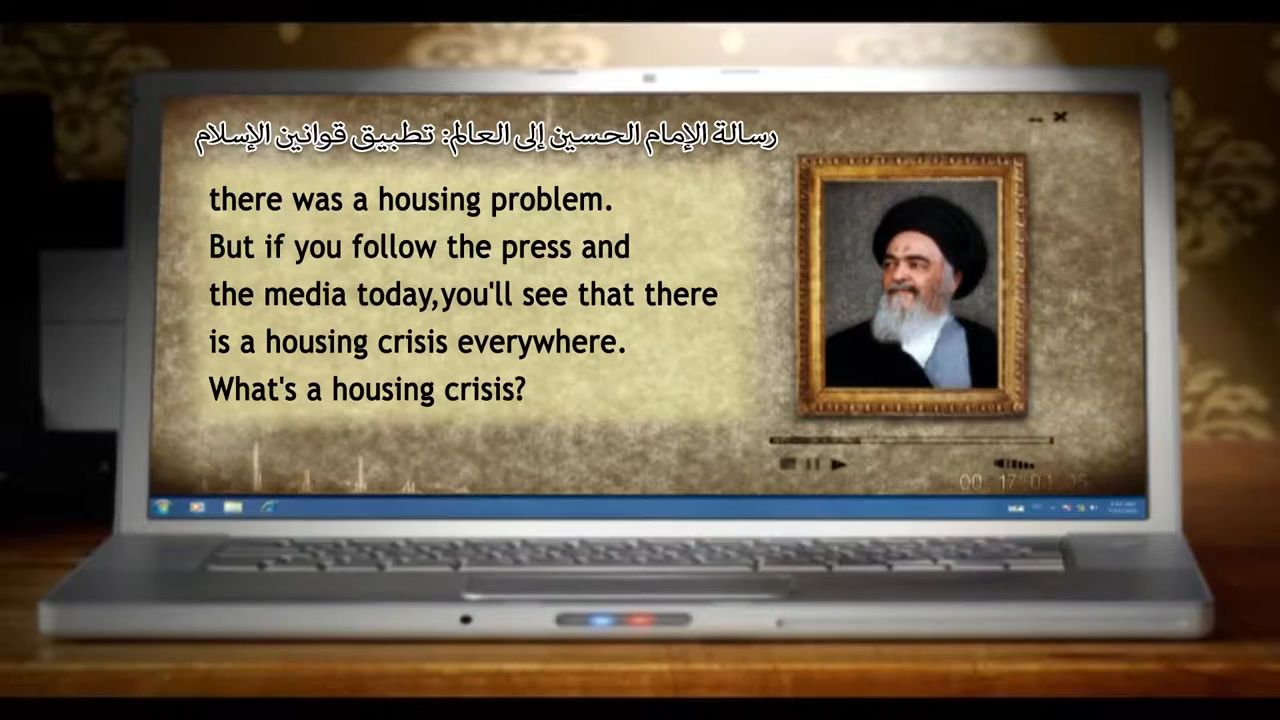 رسالة الإمام الحسين إلى العالم: تطبيق قوانين الإسلام
there was a housing problem.
But if you follow the press and
the media today,you'll see that there
is a housing crisis everywhere.
What's a housing crisis?